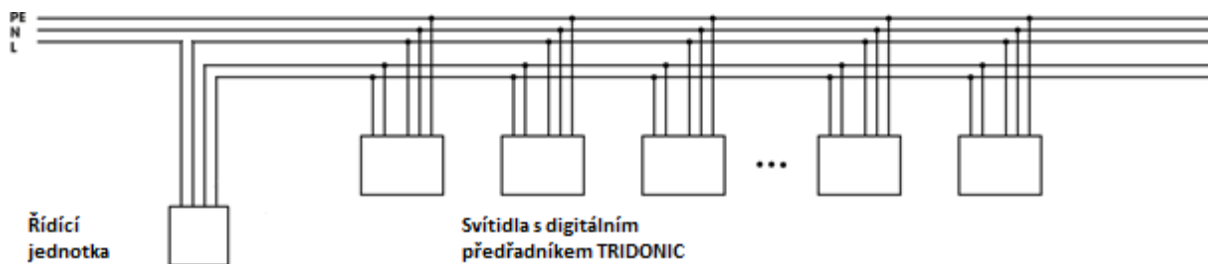 PE
N
L
Řídící
jednotka
Svítidla s digitálním
předřadníkem TRIDONIC